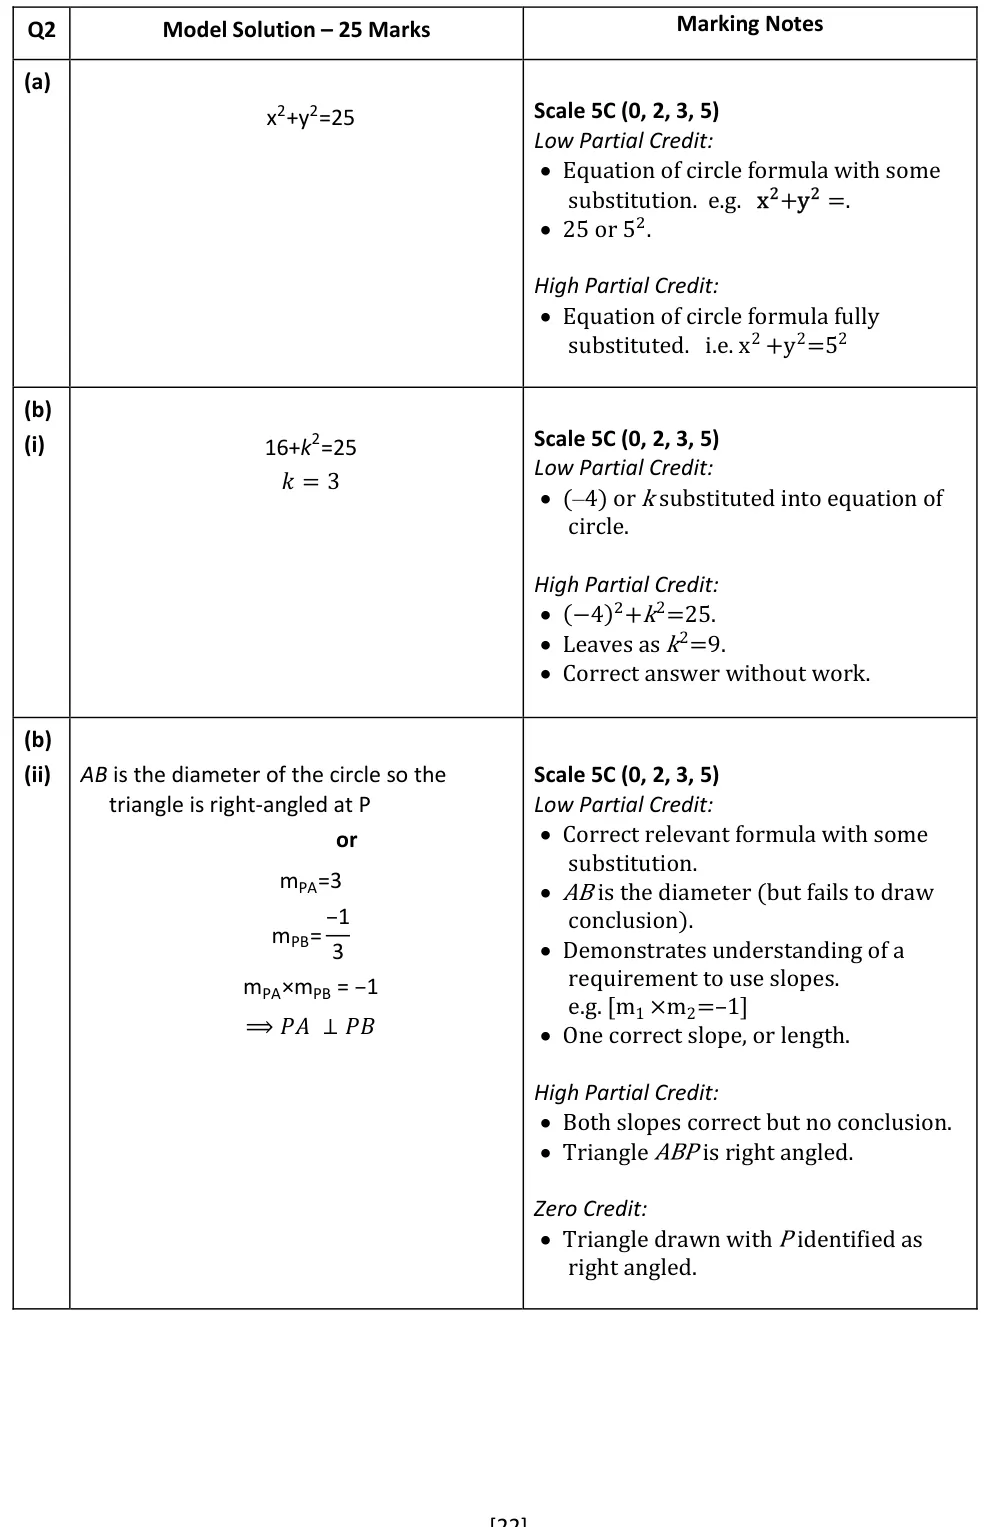 Q2
Model Solution – 25 Marks
Marking Notes
(a)
x²+y²=25
Scale 5C (0, 2, 3, 5)
Low Partial Credit:
• Equation of circle formula with some
substitution. e.g. x²+y² =.
• 25 or 5².
High Partial Credit:
• Equation of circle formula fully
substituted. i.e. x² +y²=5²
(b)
(i)
16+k²=25
k = 3
Scale 5C (0, 2, 3, 5)
Low Partial Credit:
• (–4) or k substituted into equation of
circle.
High Partial Credit:
• (−4)²+k²=25.
• Leaves as k²=9.
• Correct answer without work.
(b)
(ii)
AB is the diameter of the circle so the
triangle is right-angled at P
or
mPA=3
mPB=−1/3
mPA×mPB = −1
⟹ PA ⊥ PB
Scale 5C (0, 2, 3, 5)
Low Partial Credit:
• Correct relevant formula with some
substitution.
• AB is the diameter (but fails to draw
conclusion).
• Demonstrates understanding of a
requirement to use slopes.
e.g. [m₁ ×m₂=–1]
• One correct slope, or length.
High Partial Credit:
• Both slopes correct but no conclusion.
• Triangle ABP is right angled.
Zero Credit:
• Triangle drawn with P identified as
right angled.
[22]